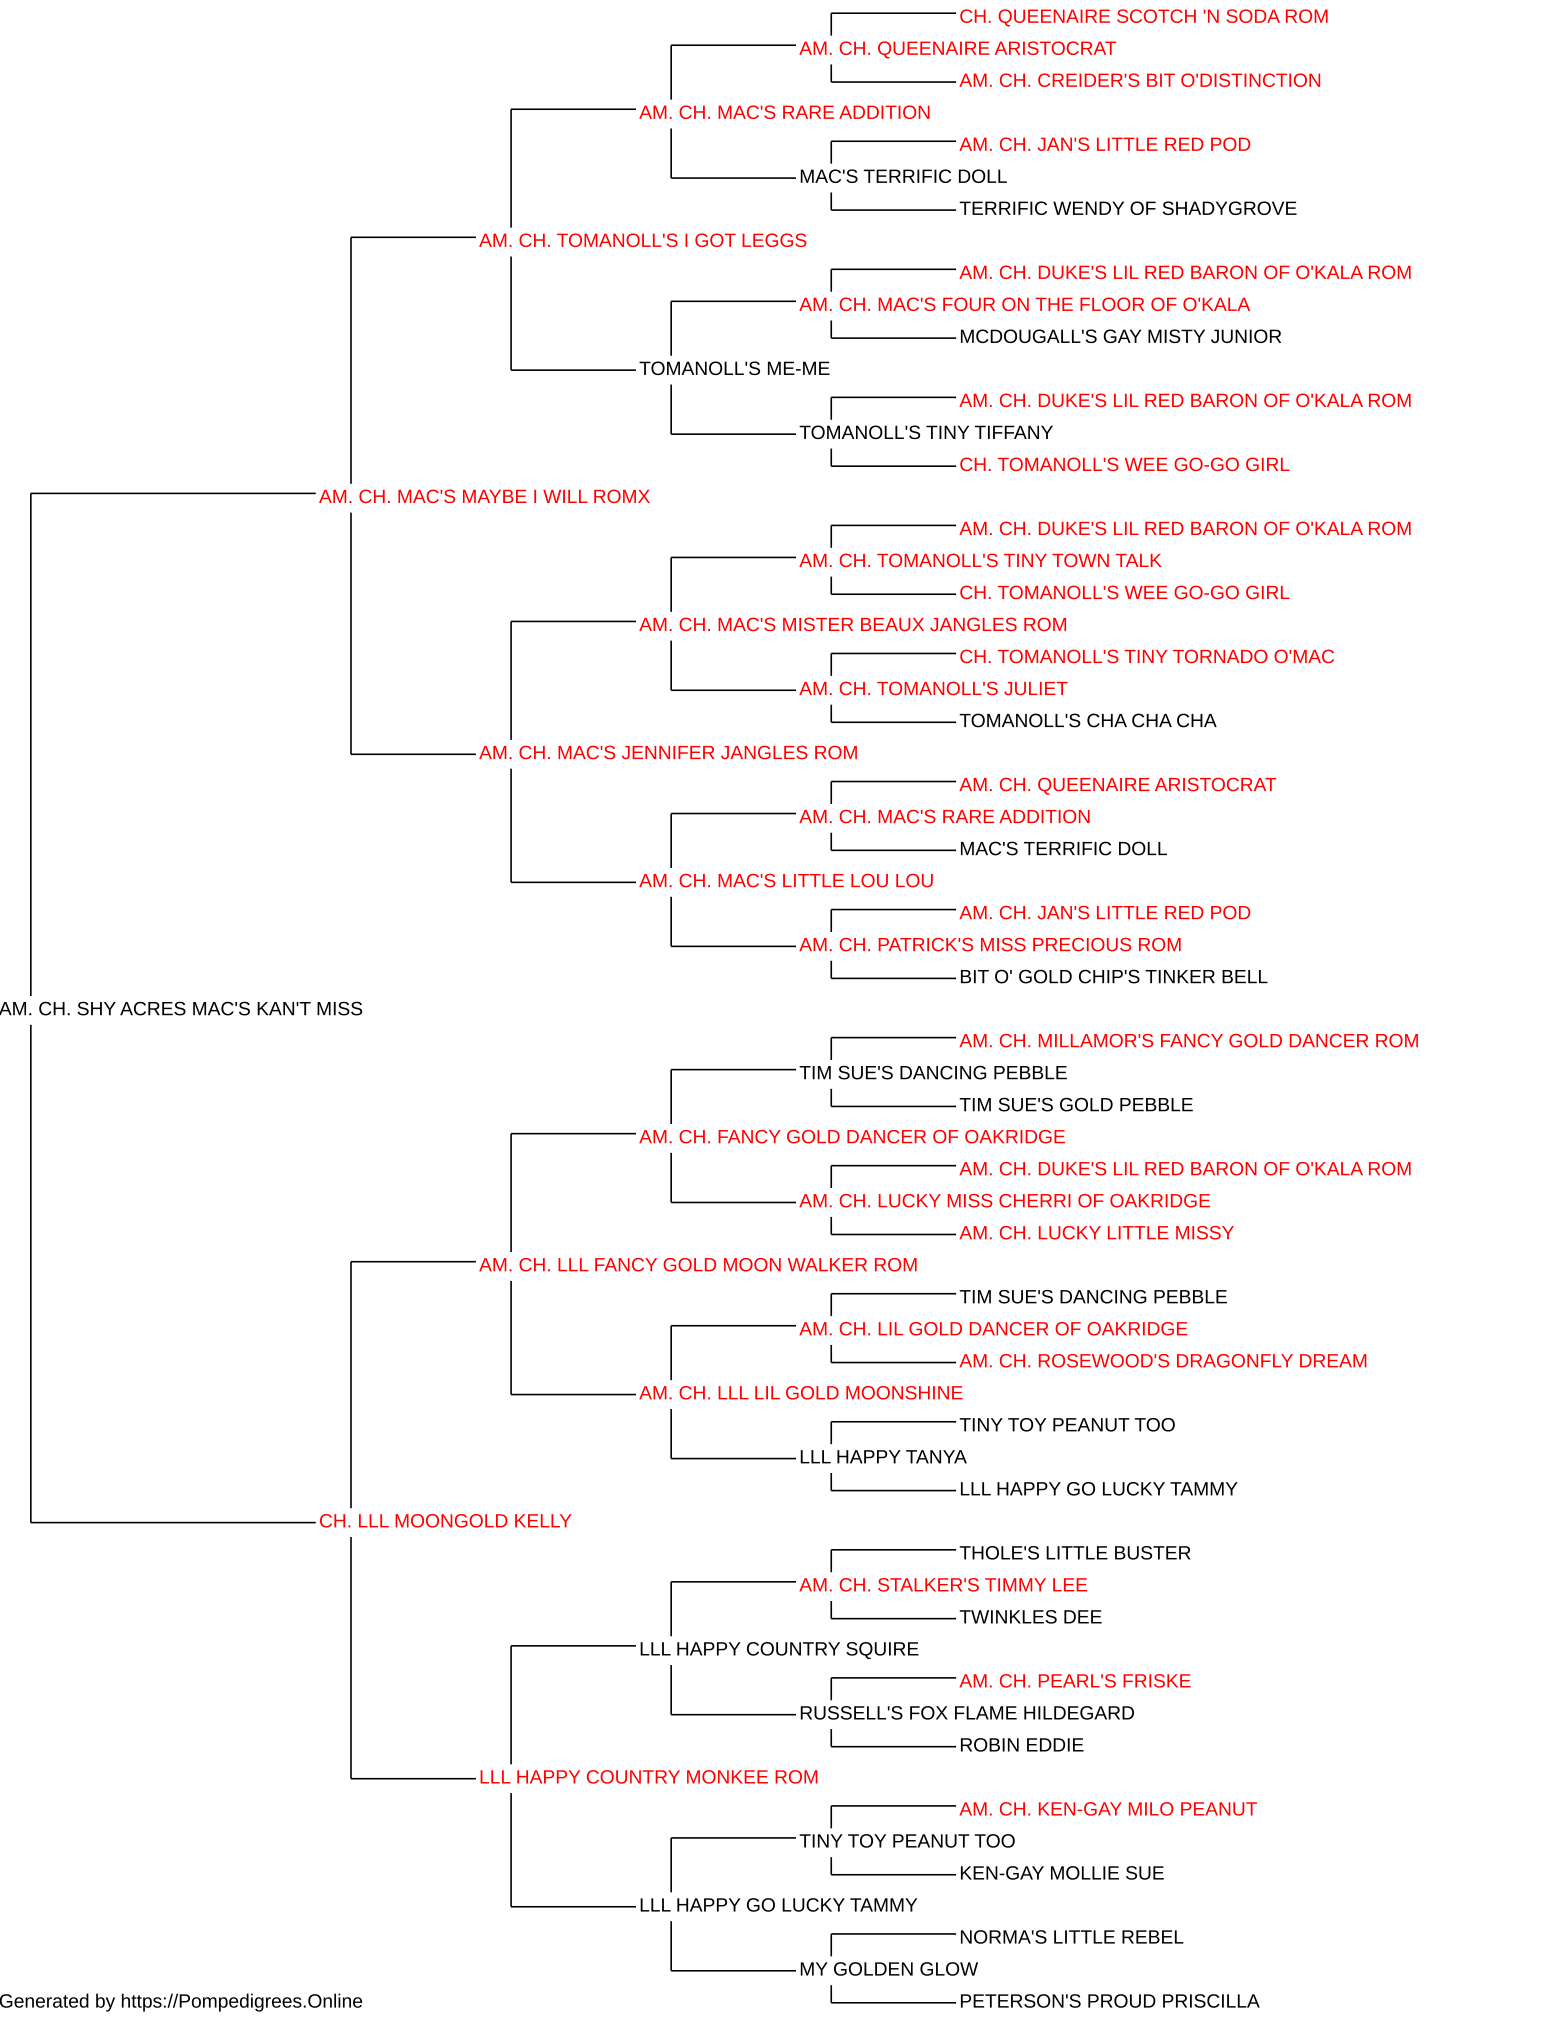 CH. QUEENAIRE SCOTCH 'N SODA ROM
AM. CH. QUEENAIRE ARISTOCRAT
AM. CH. CREIDER'S BIT O'DISTINCTION
AM. CH. MAC'S RARE ADDITION
AM. CH. JAN'S LITTLE RED POD
MAC'S TERRIFIC DOLL
TERRIFIC WENDY OF SHADYGROVE
AM. CH. TOMANOLL'S I GOT LEGGS
AM. CH. DUKE'S LIL RED BARON OF O'KALA ROM
AM. CH. MAC'S FOUR ON THE FLOOR OF O'KALA
MCDOUGALL'S GAY MISTY JUNIOR
TOMANOLL'S ME-ME
AM. CH. DUKE'S LIL RED BARON OF O'KALA ROM
TOMANOLL'S TINY TIFFANY
CH. TOMANOLL'S WEE GO-GO GIRL
AM. CH. MAC'S MAYBE I WILL ROMX
AM. CH. DUKE'S LIL RED BARON OF O'KALA ROM
AM. CH. TOMANOLL'S TINY TOWN TALK
CH. TOMANOLL'S WEE GO-GO GIRL
AM. CH. MAC'S MISTER BEAUX JANGLES ROM
CH. TOMANOLL'S TINY TORNADO O'MAC
AM. CH. TOMANOLL'S JULIET
TOMANOLL'S CHA CHA CHA
AM. CH. MAC'S JENNIFER JANGLES ROM
AM. CH. QUEENAIRE ARISTOCRAT
AM. CH. MAC'S RARE ADDITION
MAC'S TERRIFIC DOLL
AM. CH. MAC'S LITTLE LOU LOU
AM. CH. JAN'S LITTLE RED POD
AM. CH. PATRICK'S MISS PRECIOUS ROM
BIT O' GOLD CHIP'S TINKER BELL
AM. CH. SHY ACRES MAC'S KAN'T MISS
AM. CH. MILLAMOR'S FANCY GOLD DANCER ROM
TIM SUE'S DANCING PEBBLE
TIM SUE'S GOLD PEBBLE
AM. CH. FANCY GOLD DANCER OF OAKRIDGE
AM. CH. DUKE'S LIL RED BARON OF O'KALA ROM
AM. CH. LUCKY MISS CHERRI OF OAKRIDGE
AM. CH. LUCKY LITTLE MISSY
AM. CH. LLL FANCY GOLD MOON WALKER ROM
TIM SUE'S DANCING PEBBLE
AM. CH. LIL GOLD DANCER OF OAKRIDGE
AM. CH. ROSEWOOD'S DRAGONFLY DREAM
AM. CH. LLL LIL GOLD MOONSHINE
TINY TOY PEANUT TOO
LLL HAPPY TANYA
LLL HAPPY GO LUCKY TAMMY
CH. LLL MOONGOLD KELLY
THOLE'S LITTLE BUSTER
AM. CH. STALKER'S TIMMY LEE
TWINKLES DEE
LLL HAPPY COUNTRY SQUIRE
AM. CH. PEARL'S FRISKE
RUSSELL'S FOX FLAME HILDEGARD
ROBIN EDDIE
LLL HAPPY COUNTRY MONKEE ROM
AM. CH. KEN-GAY MILO PEANUT
TINY TOY PEANUT TOO
KEN-GAY MOLLIE SUE
LLL HAPPY GO LUCKY TAMMY
NORMA'S LITTLE REBEL
MY GOLDEN GLOW
PETERSON'S PROUD PRISCILLA
Generated by https://Pompedigrees.Online